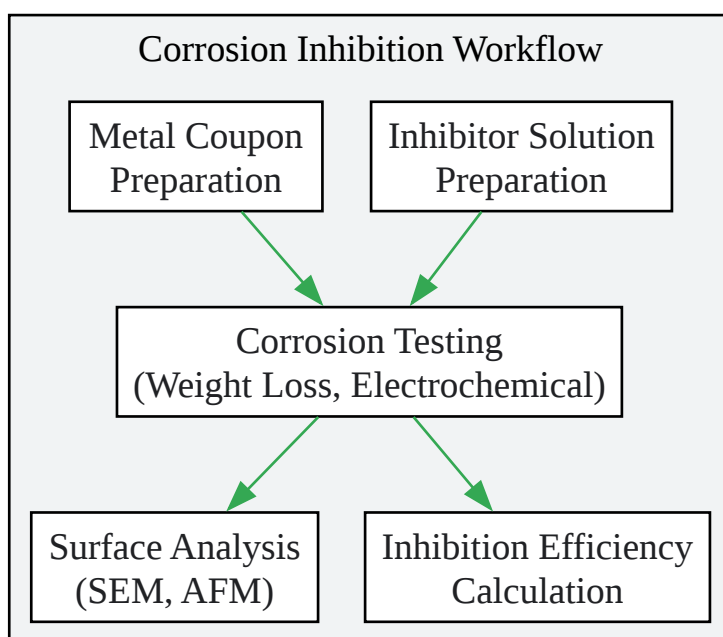 Corrosion Inhibition Workflow
Metal Coupon
Preparation
Inhibitor Solution
Preparation
Corrosion Testing
(Weight Loss, Electrochemical)
Surface Analysis
(SEM, AFM)
Inhibition Efficiency
Calculation